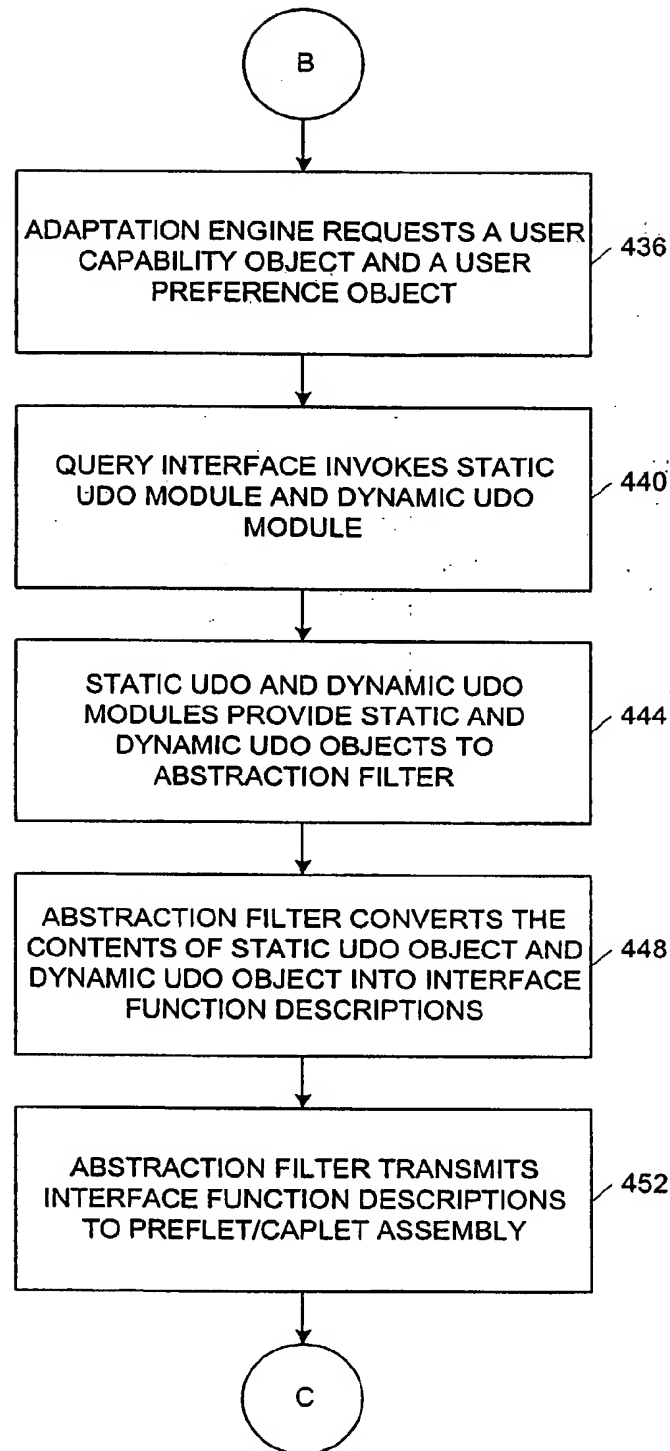 B
ADAPTATION ENGINE REQUESTS A USER
CAPABILITY OBJECT AND A USER
PREFERENCE OBJECT
436
QUERY INTERFACE INVOKES STATIC
UDO MODULE AND DYNAMIC UDO
MODULE
440
STATIC UDO AND DYNAMIC UDO
MODULES PROVIDE STATIC AND
DYNAMIC UDO OBJECTS TO
ABSTRACTION FILTER
444
ABSTRACTION FILTER CONVERTS THE
CONTENTS OF STATIC UDO OBJECT AND
DYNAMIC UDO OBJECT INTO INTERFACE
FUNCTION DESCRIPTIONS
448
ABSTRACTION FILTER TRANSMITS
INTERFACE FUNCTION DESCRIPTIONS
TO PREFLET/CAPLET ASSEMBLY
452
C